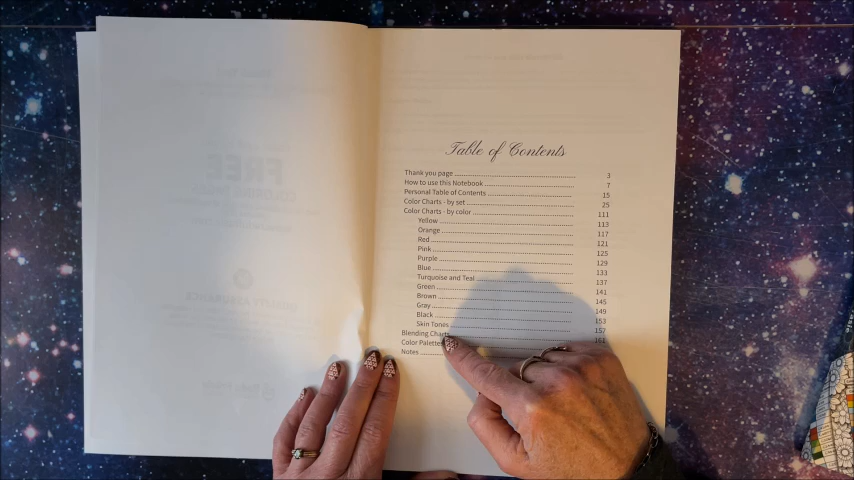 Table of Contents
Thank you page 3
How to use this Notebook 7
Personal Table of Contents 15
Color Charts - by set 25
Color Charts - by color 111
Yellow 113
Orange 117
Red 121
Pink 125
Purple 129
Blue 133
Turquoise and Teal 137
Green 141
Brown 145
Gray 149
Black 153
Skin Tones 157
Blending Charts 161
Color Palettes
Notes